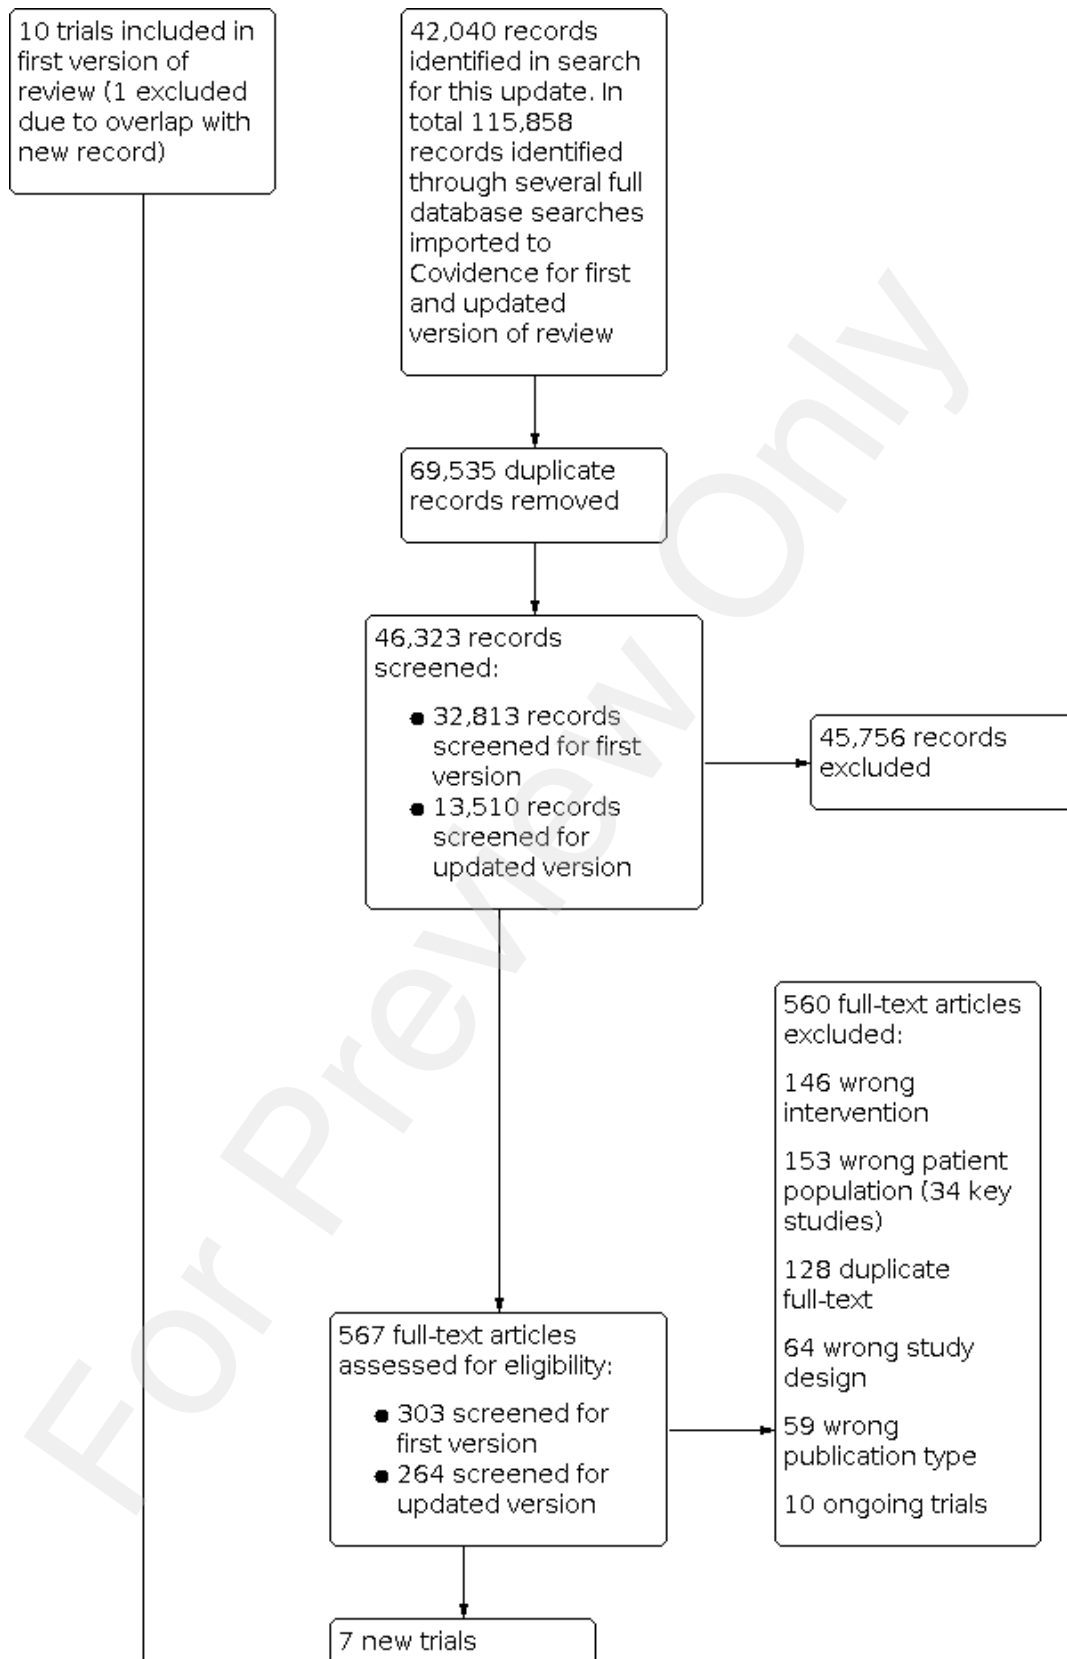 10 trials included in
first version of
review (1 excluded
due to overlap with
new record)
42,040 records
identified in search
for this update. In
total 115,858
records identified
through several full
database searches
imported to
Covidence for first
and updated
version of review
69,535 duplicate
records removed
46,323 records
screened:
● 32,813 records
screened for first
version
● 13,510 records
screened for
updated version
45,756 records
excluded
560 full-text articles
excluded:
146 wrong
intervention
153 wrong patient
population (34 key
studies)
128 duplicate
full-text
64 wrong study
design
59 wrong
publication type
10 ongoing trials
567 full-text articles
assessed for eligibility:
● 303 screened for
first version
● 264 screened for
updated version
7 new trials
For Preview Only